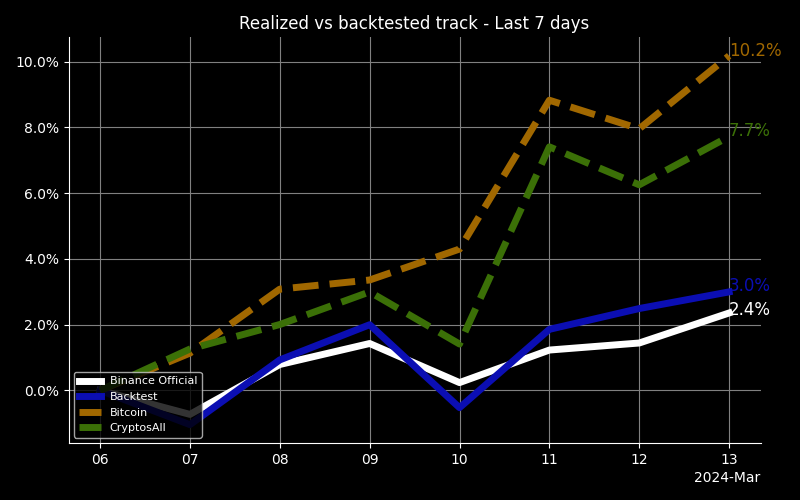 Realized vs backtested track - Last 7 days
10.0%
8.0%
6.0%
4.0%
2.0%
0.0%
10.2%
7.7%
3.0%
2.4%
Binance Official
Backtest
Bitcoin
CryptosAll
06 07 08 09 10 11 12 13
2024-Mar